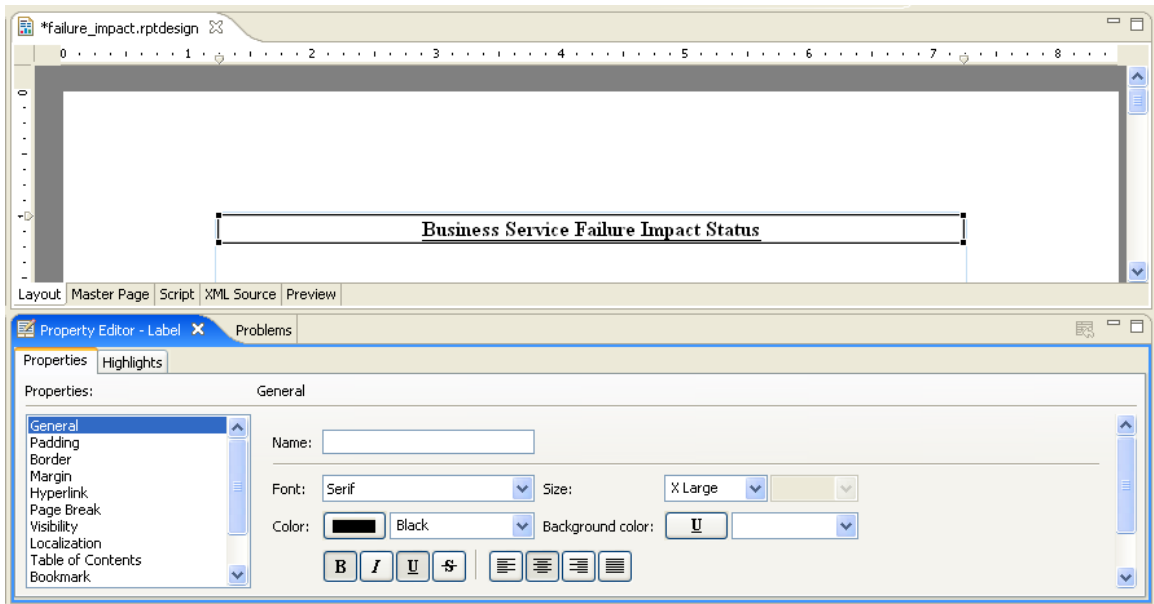 *failure_impact.rptdesign
0 1 2 3 4 5 6 7 8
0
1
Business Service Failure Impact Status
Layout Master Page Script XML Source Preview
Property Editor - Label Problems
Properties Highlights
Properties: General
General
Padding
Border
Margin
Hyperlink
Page Break
Visibility
Localization
Table of Contents
Bookmark
Name:
Font: Serif Size: X Large
Color: Black Background color: U
B I U S